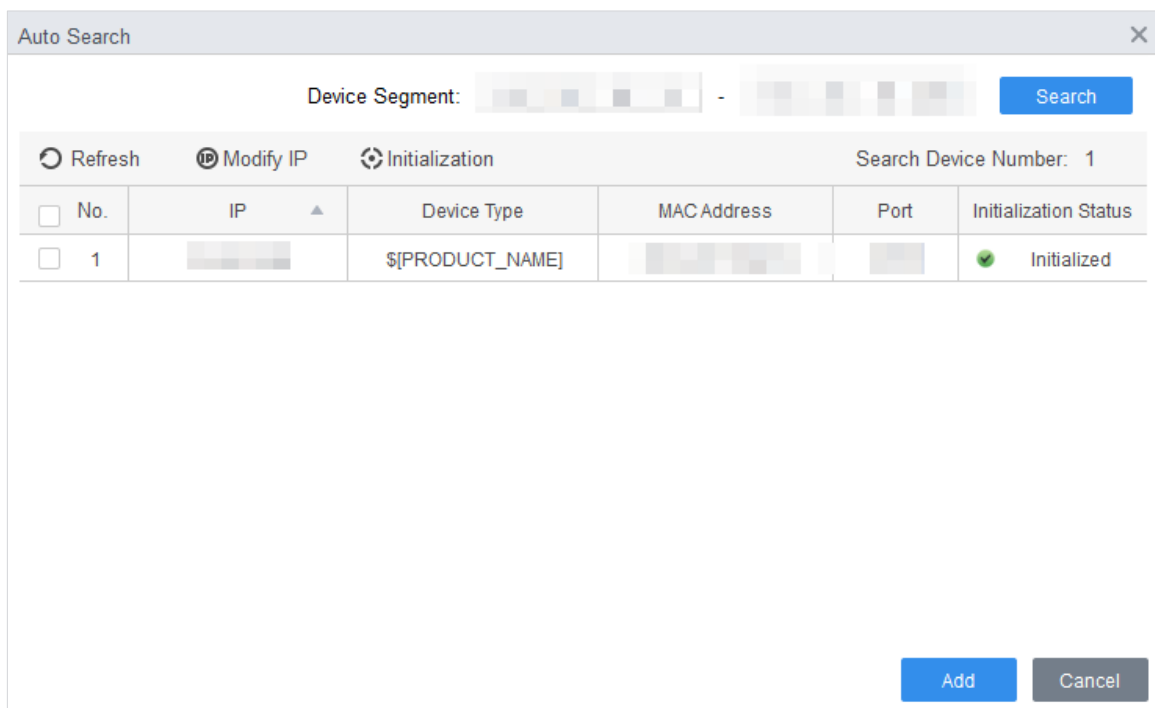 Auto Search
Device Segment: - Search
Refresh Modify IP Initialization Search Device Number: 1
No. IP Device Type MAC Address Port Initialization Status
1 $[PRODUCT_NAME] Initialized
Add Cancel